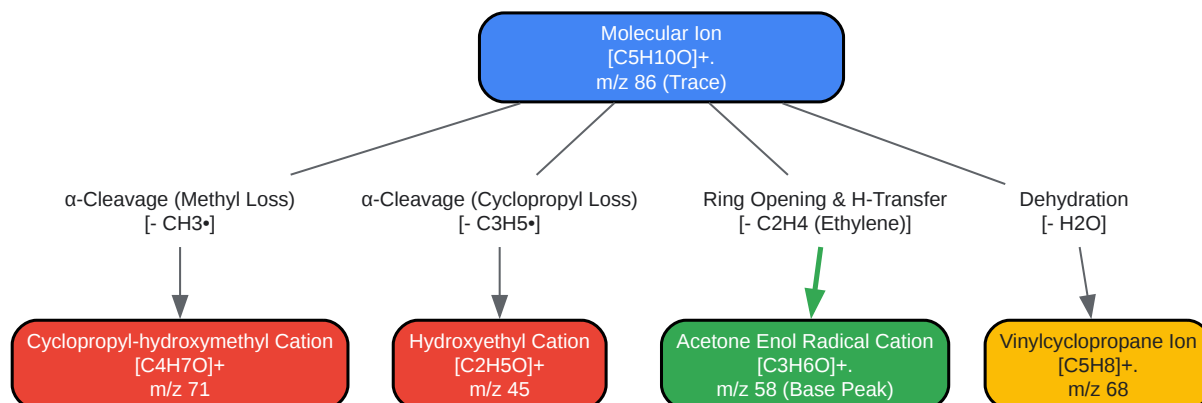 Molecular Ion
[C5H10O]+.
m/z 86 (Trace)
α-Cleavage (Methyl Loss)
[- CH3•]
α-Cleavage (Cyclopropyl Loss)
[- C3H5•]
Ring Opening & H-Transfer
[- C2H4 (Ethylene)]
Dehydration
[- H2O]
Cyclopropyl-hydroxymethyl Cation
[C4H7O]+
m/z 71
Hydroxyethyl Cation
[C2H5O]+
m/z 45
Acetone Enol Radical Cation
[C3H6O]+.
m/z 58 (Base Peak)
Vinylcyclopropane Ion
[C5H8]+.
m/z 68